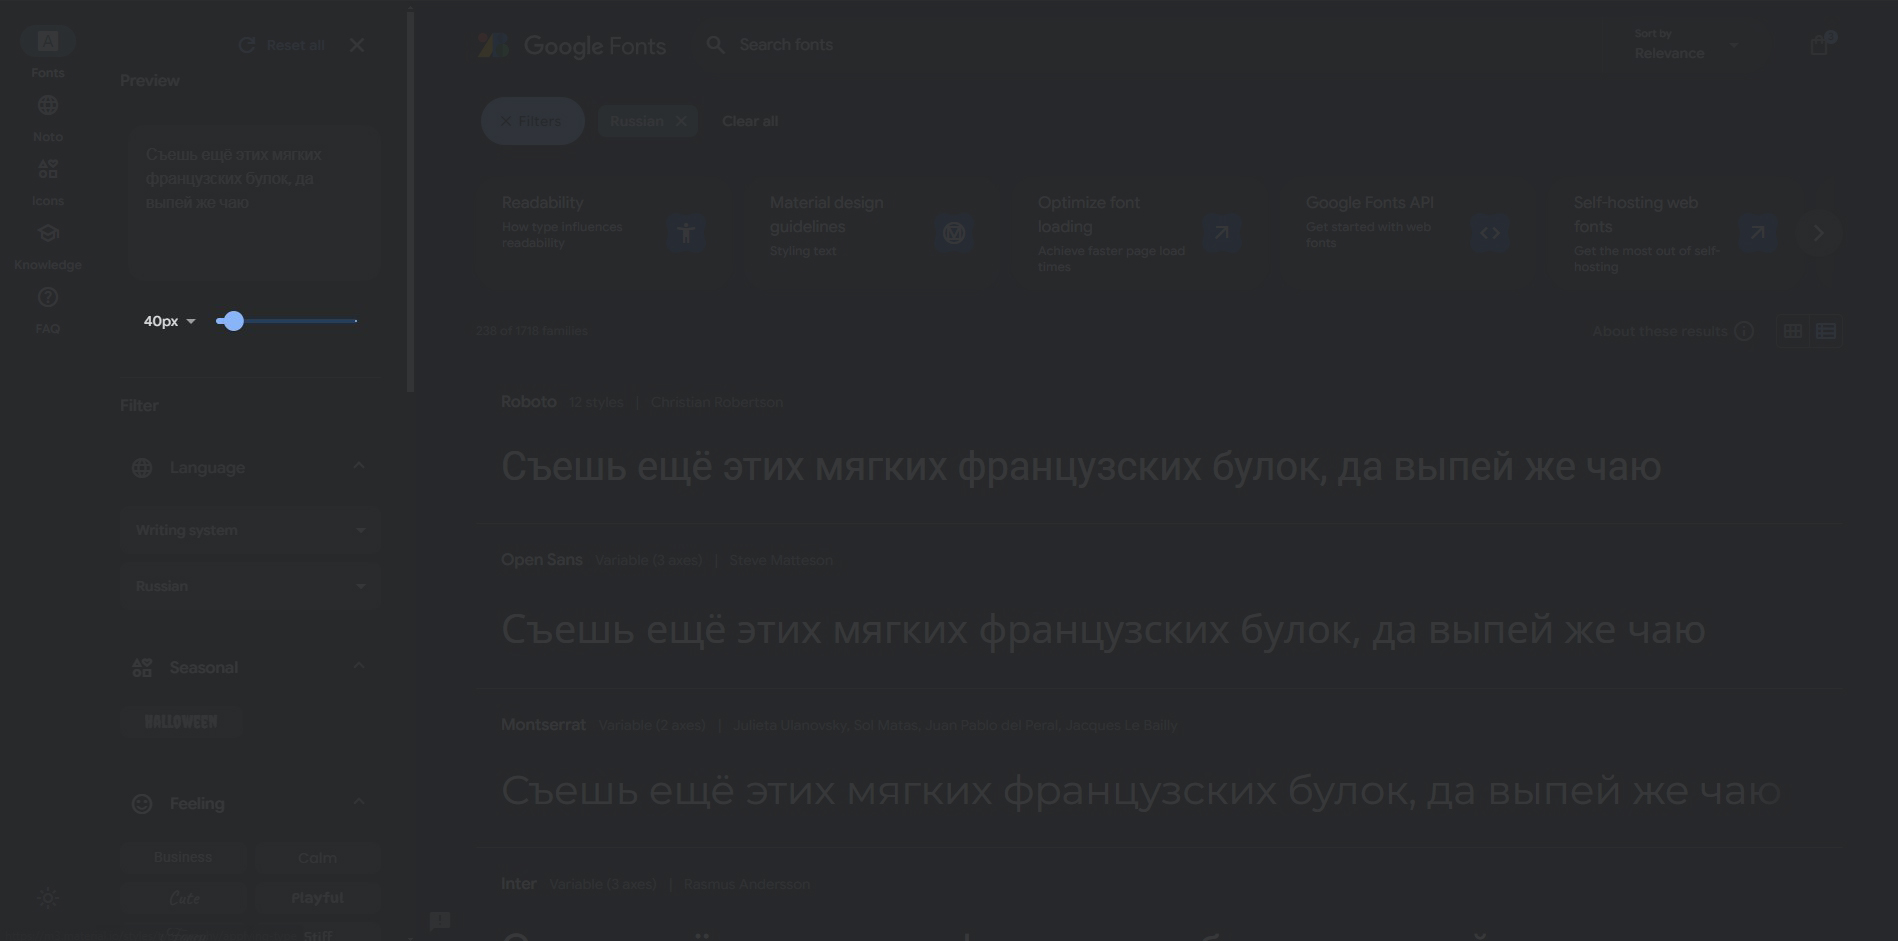 Fonts
Noto
Icons
Knowledge
FAQ
Reset all
Preview
Съешь ещё этих мягких
французских булок, да
выпей же чаю
40px
Filter
Language
Writing system
Russian
Seasonal
HALLOWEEN
Feeling
Business
Calm
Cute
Playful
Stiff
Google Fonts
Search fonts
Sort by
Relevance
Filters
Russian
Clear all
Readability
How type influences
readability
Material design
guidelines
Styling text
Optimize font
loading
Achieve faster page load
times
Google Fonts API
Get started with web
fonts
Self-hosting web
fonts
Get the most out of self-
hosting
238 of 1718 families
About these results
Roboto 12 styles | Christian Robertson
Съешь ещё этих мягких французских булок, да выпей же чаю
Open Sans Variable (3 axes) | Steve Matteson
Съешь ещё этих мягких французских булок, да выпей же чаю
Montserrat Variable (2 axes) | Julieta Ulanovsky, Sol Matas, Juan Pablo del Peral, Jacques Le Bailly
Съешь ещё этих мягких французских булок, да выпей же чаю
Inter Variable (3 axes) | Rasmus Andersson